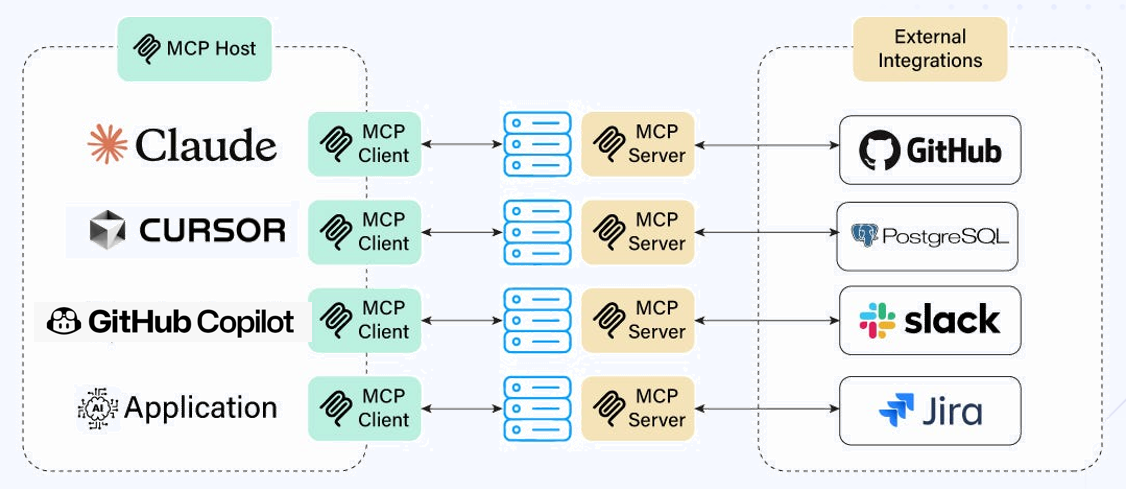 MCP Host
External
Integrations
Claude
MCP
Client
MCP
Server
GitHub
CURSOR
MCP
Client
MCP
Server
PostgreSQL
GitHub Copilot
MCP
Client
MCP
Server
slack
AI
Application
MCP
Client
MCP
Server
Jira